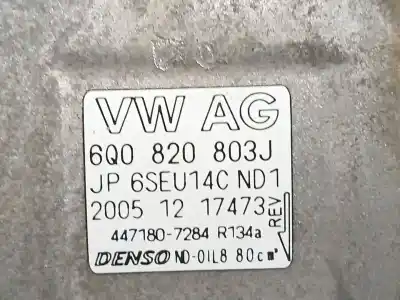 VW AG
6Q0 820 803J
JP 6SEU14C ND1
2005 12 17473
REV
447180-7284 R134a
DENSO ND-OIL8 80cm³